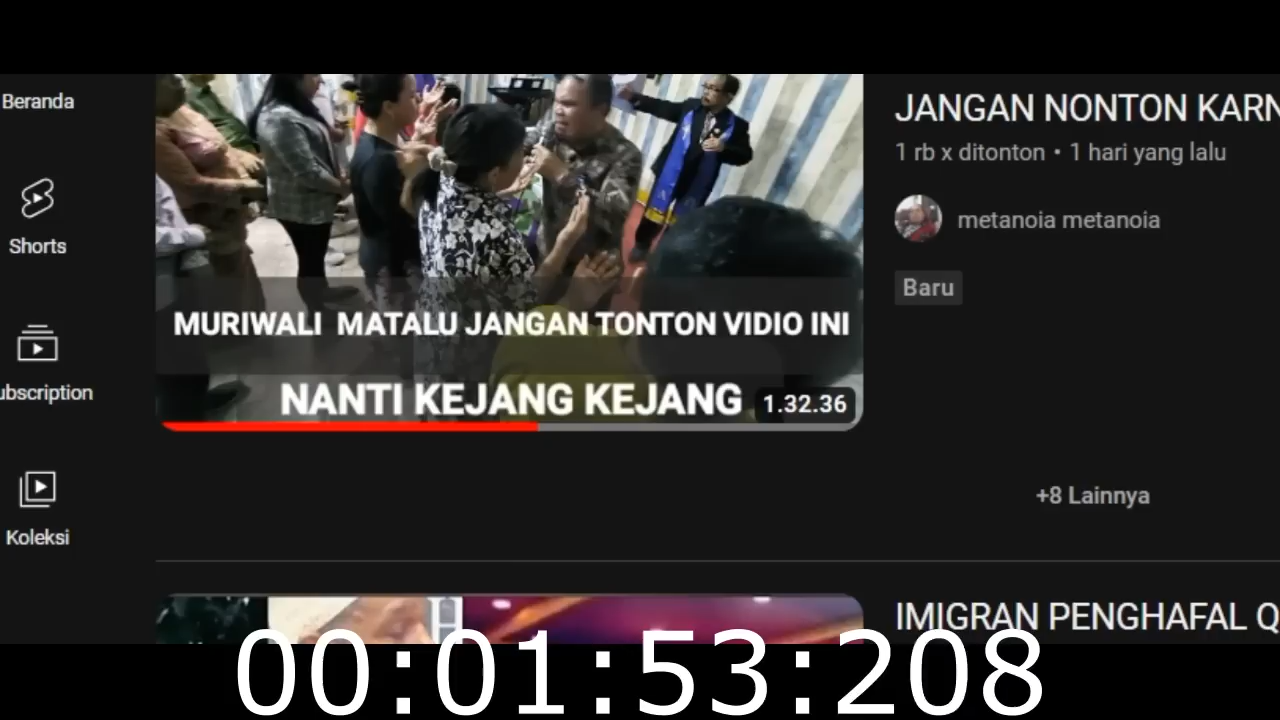 Beranda
Shorts
ubscription
Koleksi
MURIWALI MATALU JANGAN TONTON VIDIO INI
NANTI KEJANG KEJANG
1.32.36
JANGAN NONTON KARN
1 rb x ditonton • 1 hari yang lalu
metanoia metanoia
Baru
+8 Lainnya
IMIGRAN PENGHAFAL Q
00:01:53:208